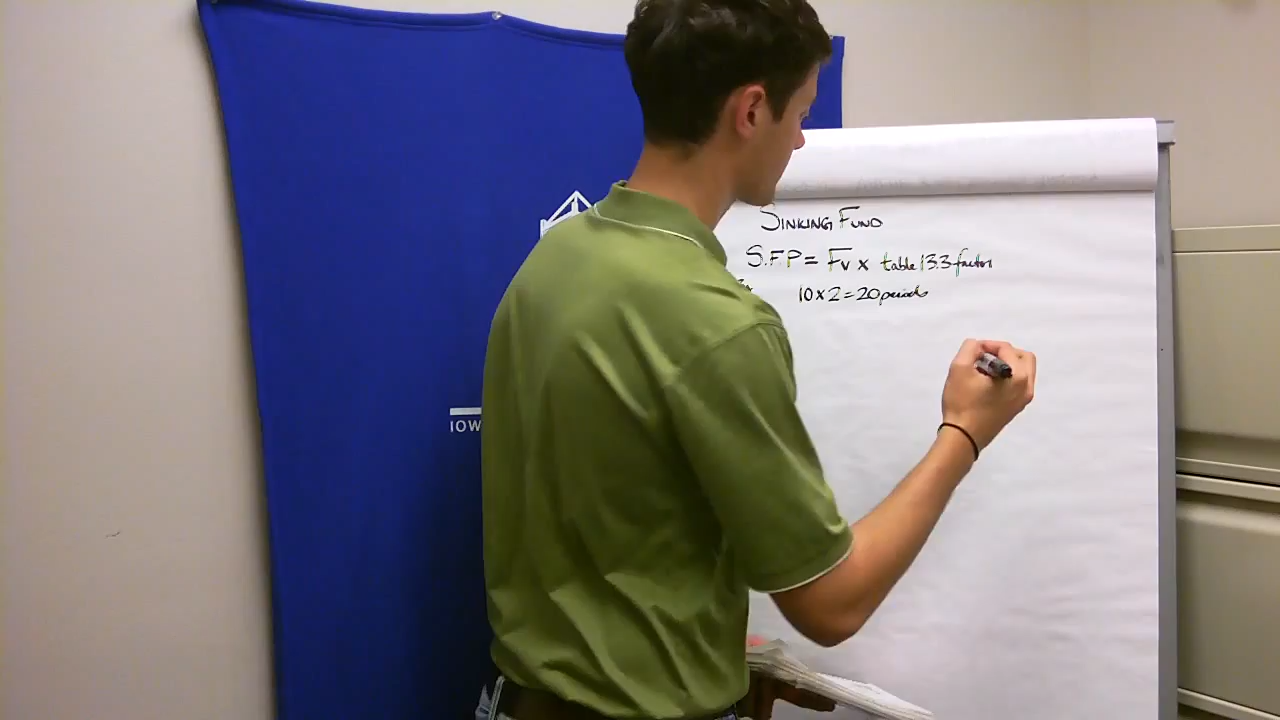 SINKING FUND
S.F.P = FV x table 13.3 factor
10 x 2 = 20 periods
IOW